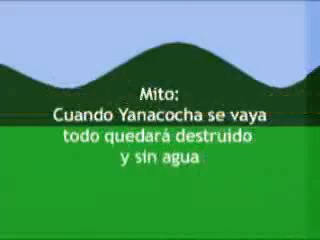 Mito:
Cuando Yanacocha se vaya
todo quedará destruido
y sin agua